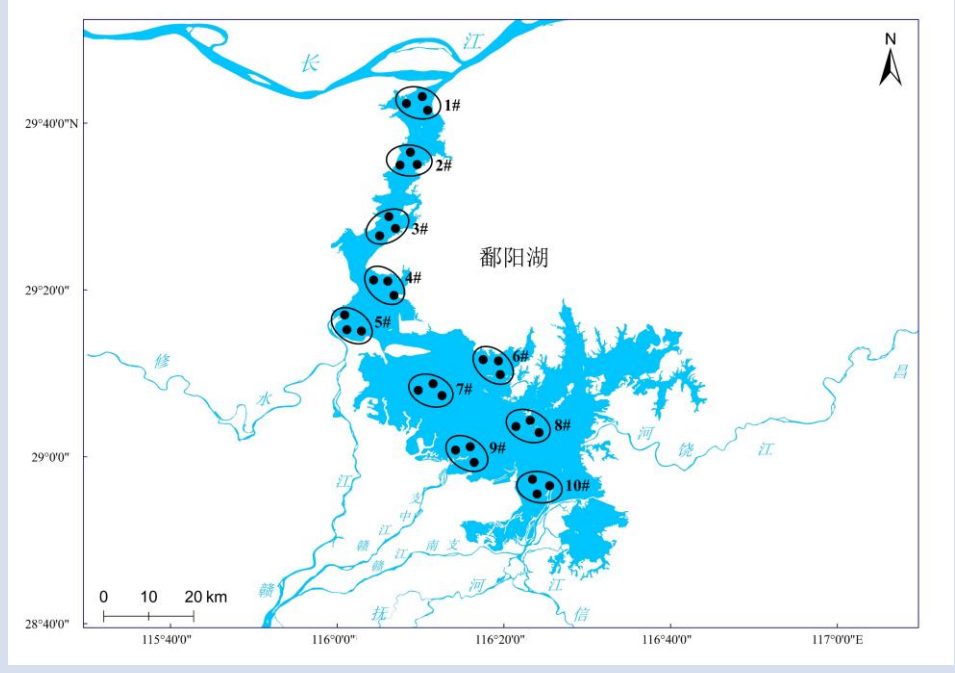 长 江
N
1#
29°40'0"N
2#
3#
鄱阳湖
4#
29°20'0"
5#
6#
修 水
昌 江
7#
8#
河 饶
9#
29°0'0"
10#
赣 江
赣 江 中 支
赣 江 南 支
抚 河
信 江
0 10 20 km
28°40'0"
115°40'0"
116°0'0"
116°20'0"
116°40'0"
117°0'0"E